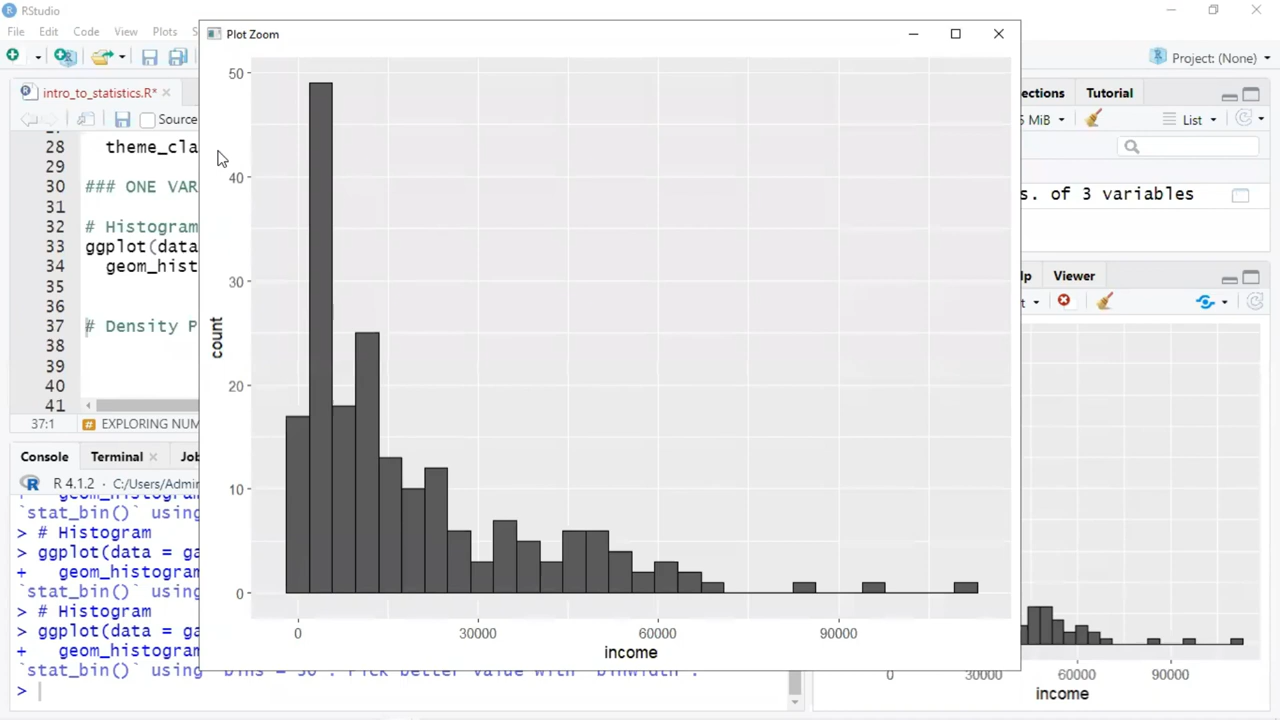 RStudio
File Edit Code View Plots S
Project: (None)
intro_to_statistics.R*
Source
28 theme_cla
29
30 ### ONE VAR
31
32 # Histogram
33 ggplot(data
34 geom_hist
35
36
37 # Density P
38
39
40
41
37:1 # EXPLORING NUM
Console Terminal Job
R 4.1.2 · C:/Users/Admin
+ geom_histogram
`stat_bin()` using
> # Histogram
> ggplot(data = ga
+ geom_histogram
`stat_bin()` using
> # Histogram
> ggplot(data = ga
+ geom_histogram
`stat_bin()` using `bins = 30`. Pick better value with `binwidth`.
>
Plot Zoom
50
40
30
20
10
0
count
0 30000 60000 90000
income
ections Tutorial
MiB List
s. of 3 variables
lp Viewer
0 30000 60000 90000
income